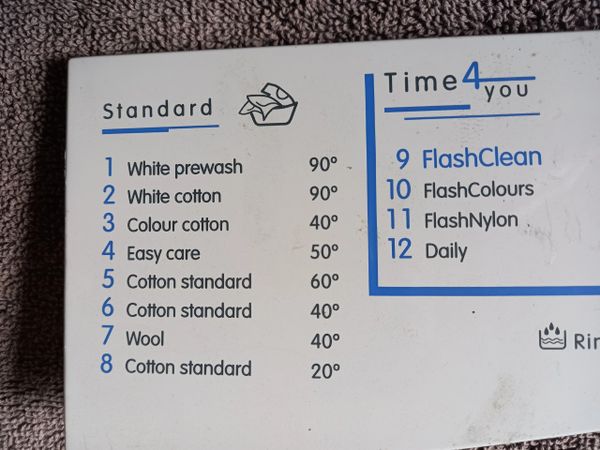 Standard
1 White prewash 90°
2 White cotton 90°
3 Colour cotton 40°
4 Easy care 50°
5 Cotton standard 60°
6 Cotton standard 40°
7 Wool 40°
8 Cotton standard 20°
Time 4 you
9 FlashClean
10 FlashColours
11 FlashNylon
12 Daily
Rin